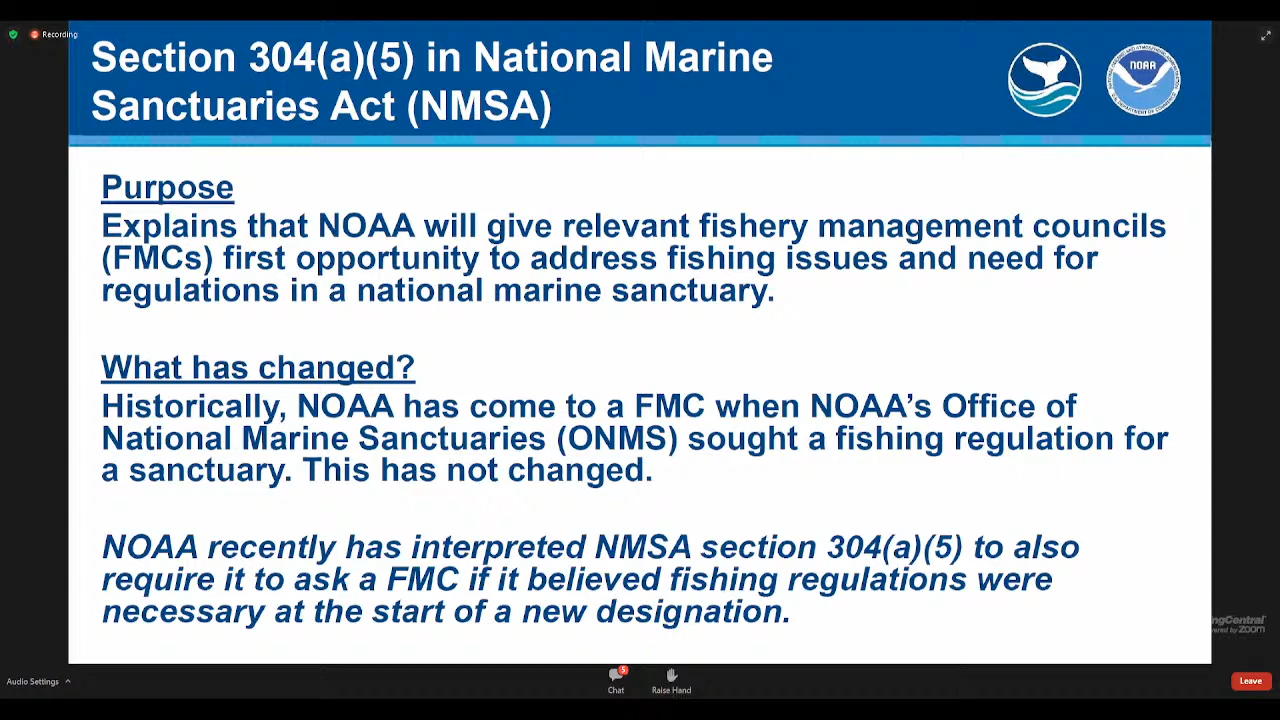 Recording
Section 304(a)(5) in National Marine
Sanctuaries Act (NMSA)
NOAA
Purpose
Explains that NOAA will give relevant fishery management councils
(FMCs) first opportunity to address fishing issues and need for
regulations in a national marine sanctuary.
What has changed?
Historically, NOAA has come to a FMC when NOAA’s Office of
National Marine Sanctuaries (ONMS) sought a fishing regulation for
a sanctuary. This has not changed.
NOAA recently has interpreted NMSA section 304(a)(5) to also
require it to ask a FMC if it believed fishing regulations were
necessary at the start of a new designation.
ngCentral
wered by zoom
Audio Settings
5
Chat
Raise Hand
Leave